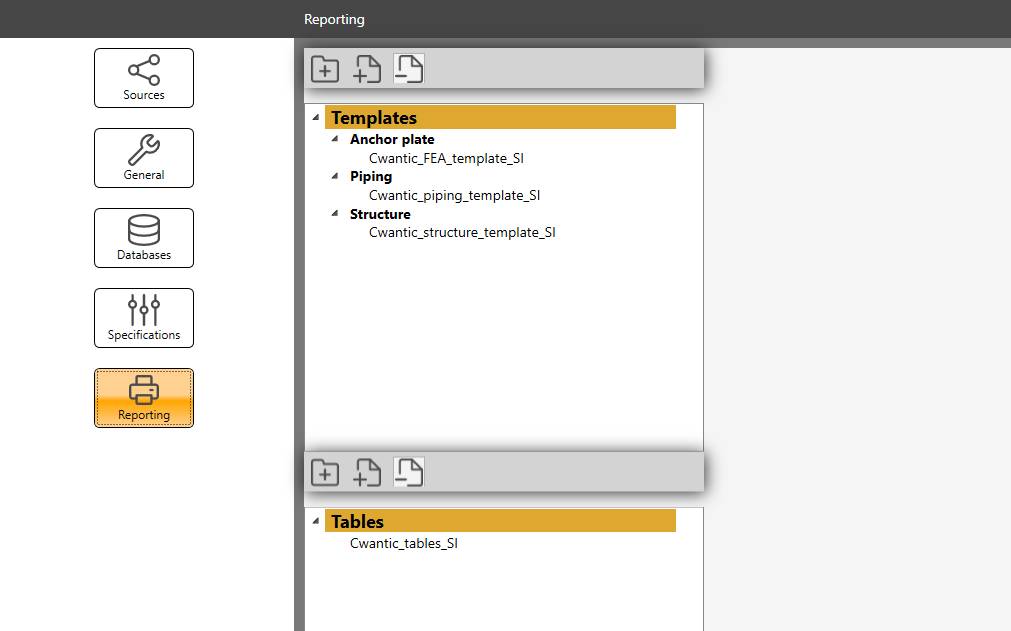 Reporting
Sources
General
Databases
Specifications
Reporting
Templates
Anchor plate
Cwantic_FEA_template_SI
Piping
Cwantic_piping_template_SI
Structure
Cwantic_structure_template_SI
Tables
Cwantic_tables_SI